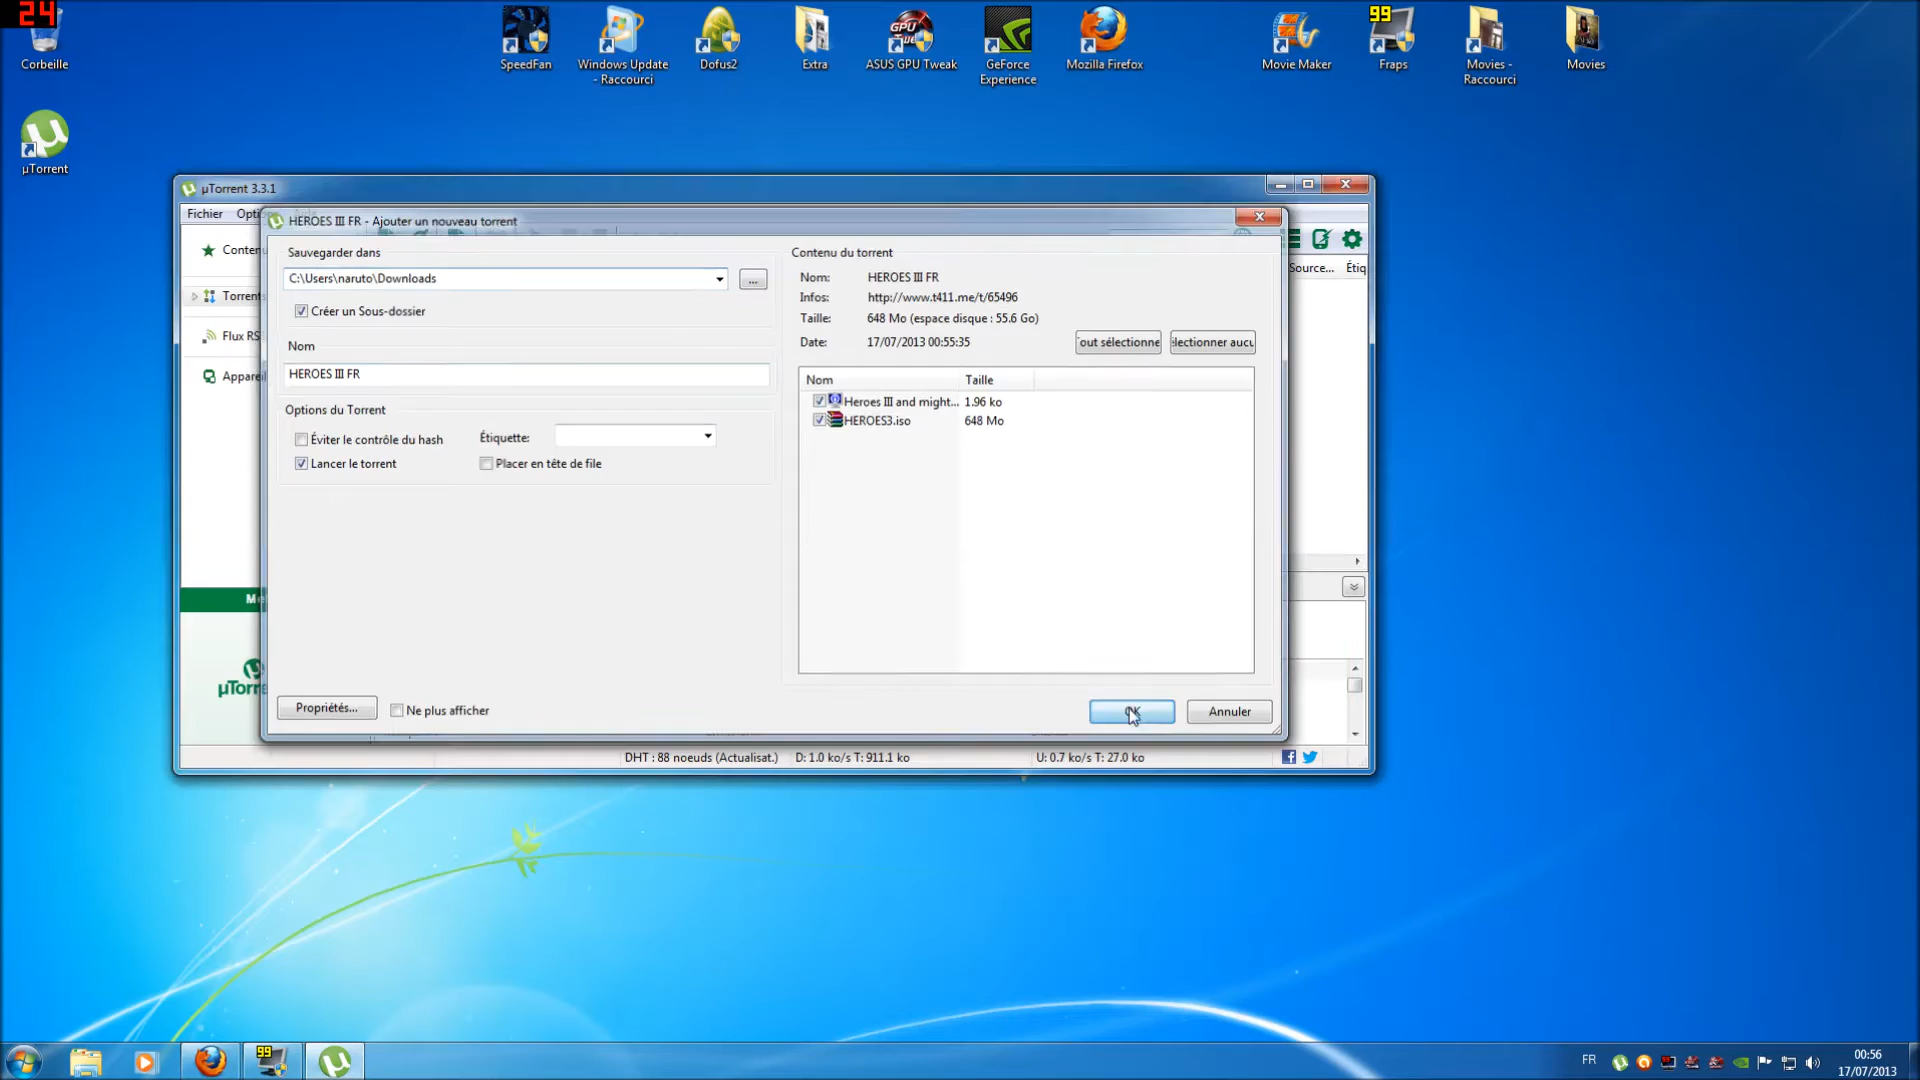 24
Corbeille
µTorrent
SpeedFan
Windows Update
- Raccourci
Dofus2
Extra
ASUS GPU Tweak
GeForce
Experience
Mozilla Firefox
Movie Maker
99
Fraps
Movies -
Raccourci
Movies
µTorrent 3.3.1
Fichier
HEROES III FR - Ajouter un nouveau torrent
Sauvegarder dans
C:\Users\naruto\Downloads
...
Créer un Sous-dossier
Nom
HEROES III FR
Options du Torrent
Éviter le contrôle du hash
Étiquette:
Lancer le torrent
Placer en tête de file
Propriétés...
Ne plus afficher
Contenu du torrent
Nom: HEROES III FR
Infos: http://www.t411.me/t/65496
Taille: 648 Mo (espace disque : 55.6 Go)
Date: 17/07/2013 00:55:35
out sélectionne
lectionner aucu
Nom Taille
Heroes III and might... 1.96 ko
HEROES3.iso 648 Mo
OK
Annuler
Source... Étiq
Torrent
Flux RS
Appareil
DHT : 88 noeuds (Actualisat.)
D: 1.0 ko/s T: 911.1 ko
U: 0.7 ko/s T: 27.0 ko
99
FR
00:56
17/07/2013